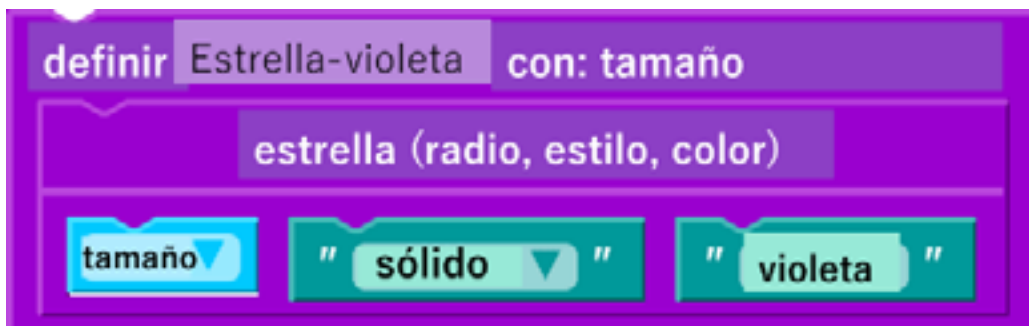 definir Estrella-violeta con: tamaño
estrella (radio, estilo, color)
tamaño " sólido " " violeta "